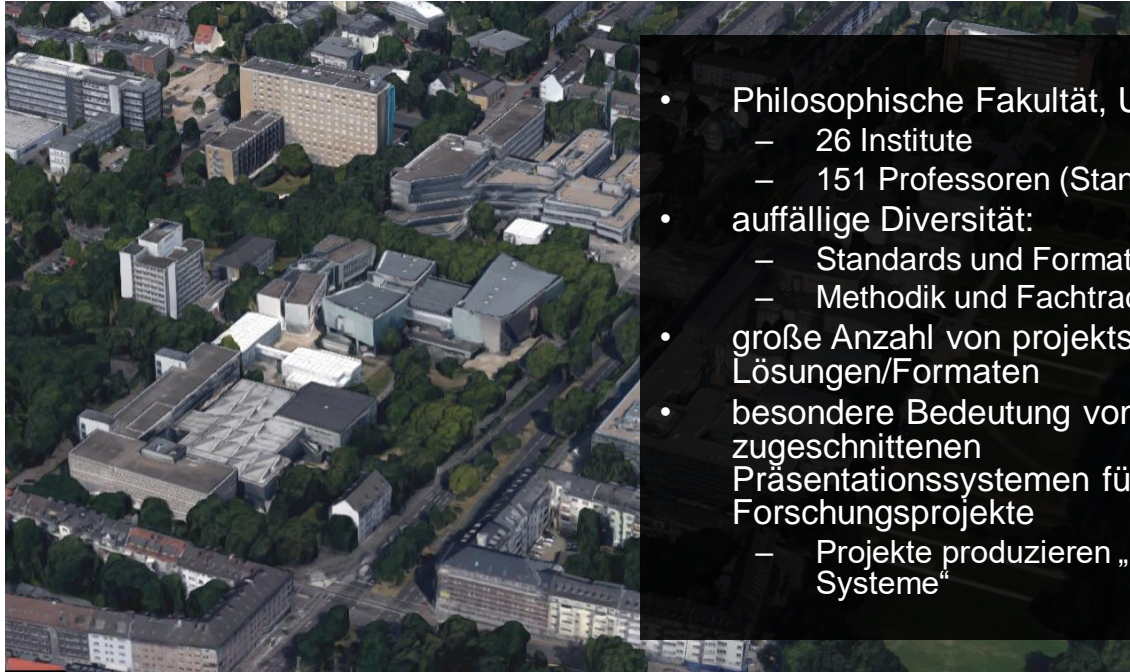 • Philosophische Fakultät, U
– 26 Institute
– 151 Professoren (Stan
• auffällige Diversität:
– Standards und Format
– Methodik und Fachtrad
• große Anzahl von projekts
Lösungen/Formaten
• besondere Bedeutung von
zugeschnittenen
Präsentationssystemen fü
Forschungsprojekte
– Projekte produzieren „
Systeme“